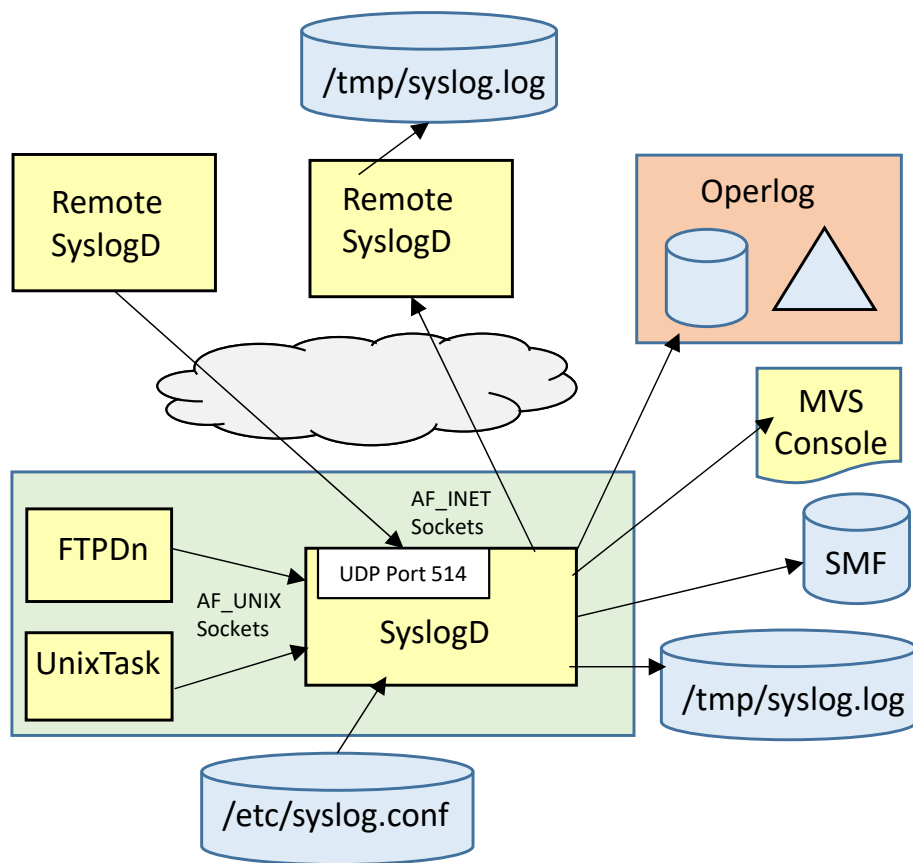 /tmp/syslog.log
Remote
SyslogD
Remote
SyslogD
Operlog
MVS
Console
AF_INET
Sockets
FTPDn
UDP Port 514
SMF
AF_UNIX
Sockets
SyslogD
UnixTask
/tmp/syslog.log
/etc/syslog.conf